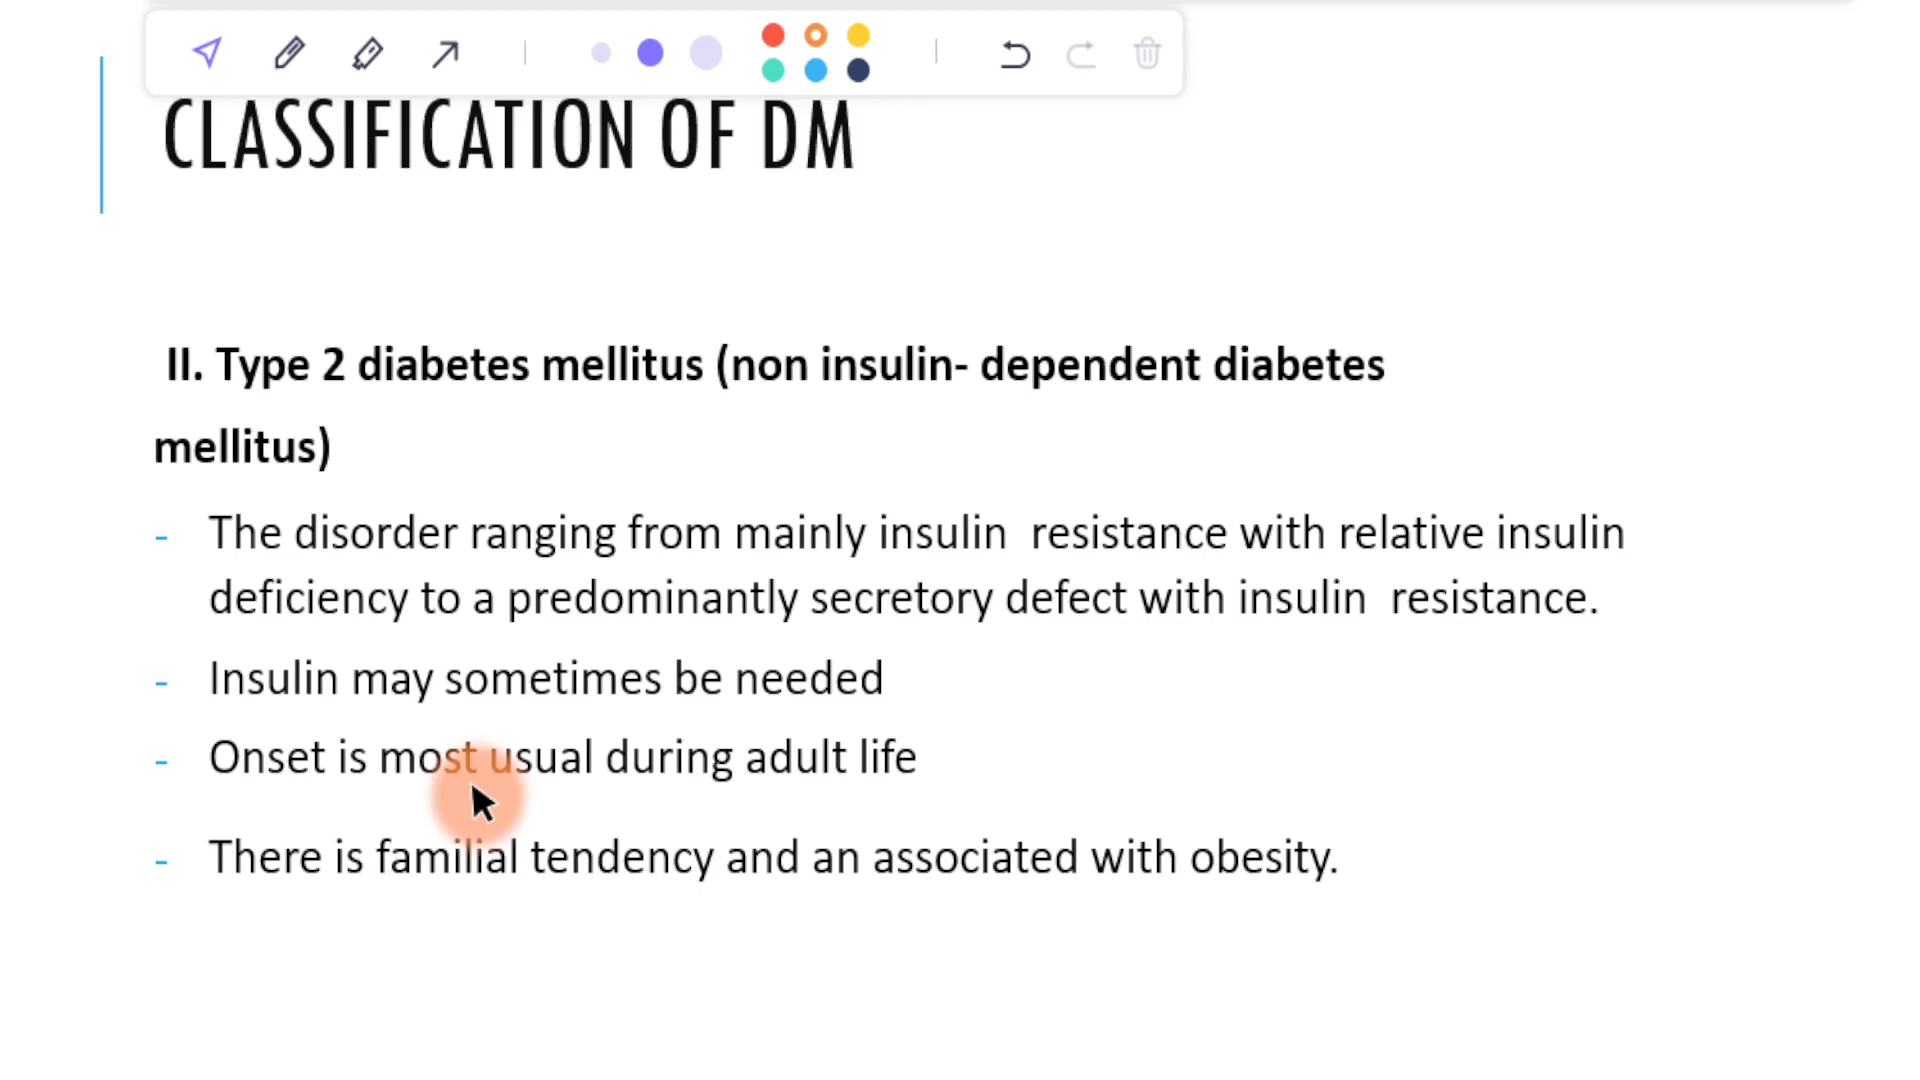 CLASSIFICATION OF DM
II. Type 2 diabetes mellitus (non insulin- dependent diabetes
mellitus)
- The disorder ranging from mainly insulin resistance with relative insulin
deficiency to a predominantly secretory defect with insulin resistance.
- Insulin may sometimes be needed
- Onset is most usual during adult life
- There is familial tendency and an associated with obesity.